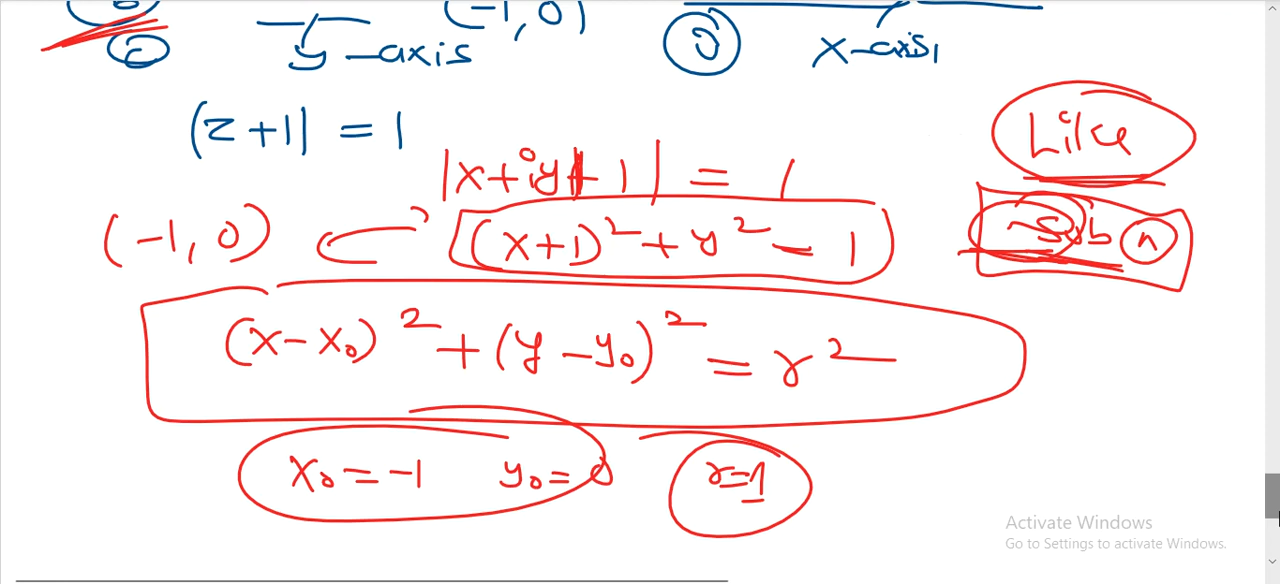 (-1, 0)
c y-axis x-axis,
(z+1| = 1
|x+iy+1| = 1
Like
(-1, 0) (x+1)² + y² = 1
Sub n
(x-x₀)² + (y-y₀)² = r²
x₀ = -1 y₀ = 0 r=1
Activate Windows
Go to Settings to activate Windows.